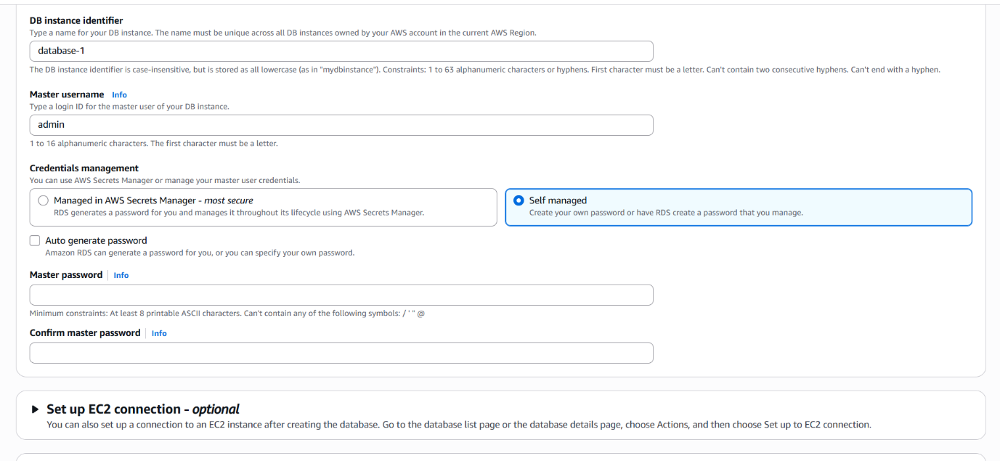 DB instance identifier
Type a name for your DB instance. The name must be unique across all DB instances owned by your AWS account in the current AWS Region.
database-1
The DB instance identifier is case-insensitive, but is stored as all lowercase (as in "mydbinstance"). Constraints: 1 to 63 alphanumeric characters or hyphens. First character must be a letter. Can't contain two consecutive hyphens. Can't end with a hyphen.
Master username Info
Type a login ID for the master user of your DB instance.
admin
1 to 16 alphanumeric characters. The first character must be a letter.
Credentials management
You can use AWS Secrets Manager or manage your master user credentials.
Managed in AWS Secrets Manager - most secure
RDS generates a password for you and manages it throughout its lifecycle using AWS Secrets Manager.
Self managed
Create your own password or have RDS create a password that you manage.
Auto generate password
Amazon RDS can generate a password for you, or you can specify your own password.
Master password Info
Minimum constraints: At least 8 printable ASCII characters. Can't contain any of the following symbols: / ' " @
Confirm master password Info
Set up EC2 connection - optional
You can also set up a connection to an EC2 instance after creating the database. Go to the database list page or the database details page, choose Actions, and then choose Set up to EC2 connection.